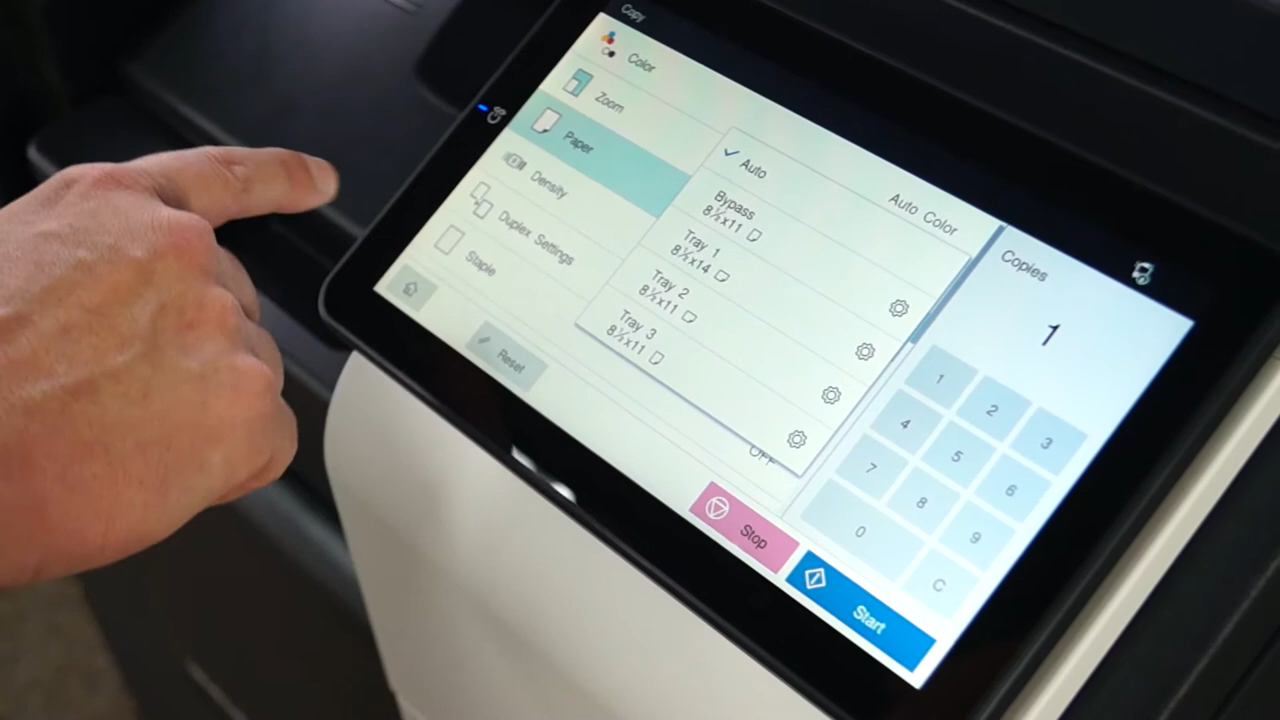 Copy
Color
Zoom
Paper
Density
Duplex Settings
Staple
Reset
Auto
Bypass
8½x11
Tray 1
8½x14
Tray 2
8½x11
Tray 3
8½x11
Auto Color
OFF
Stop
Start
Copies
1
1
2
3
4
5
6
7
8
9
0
C